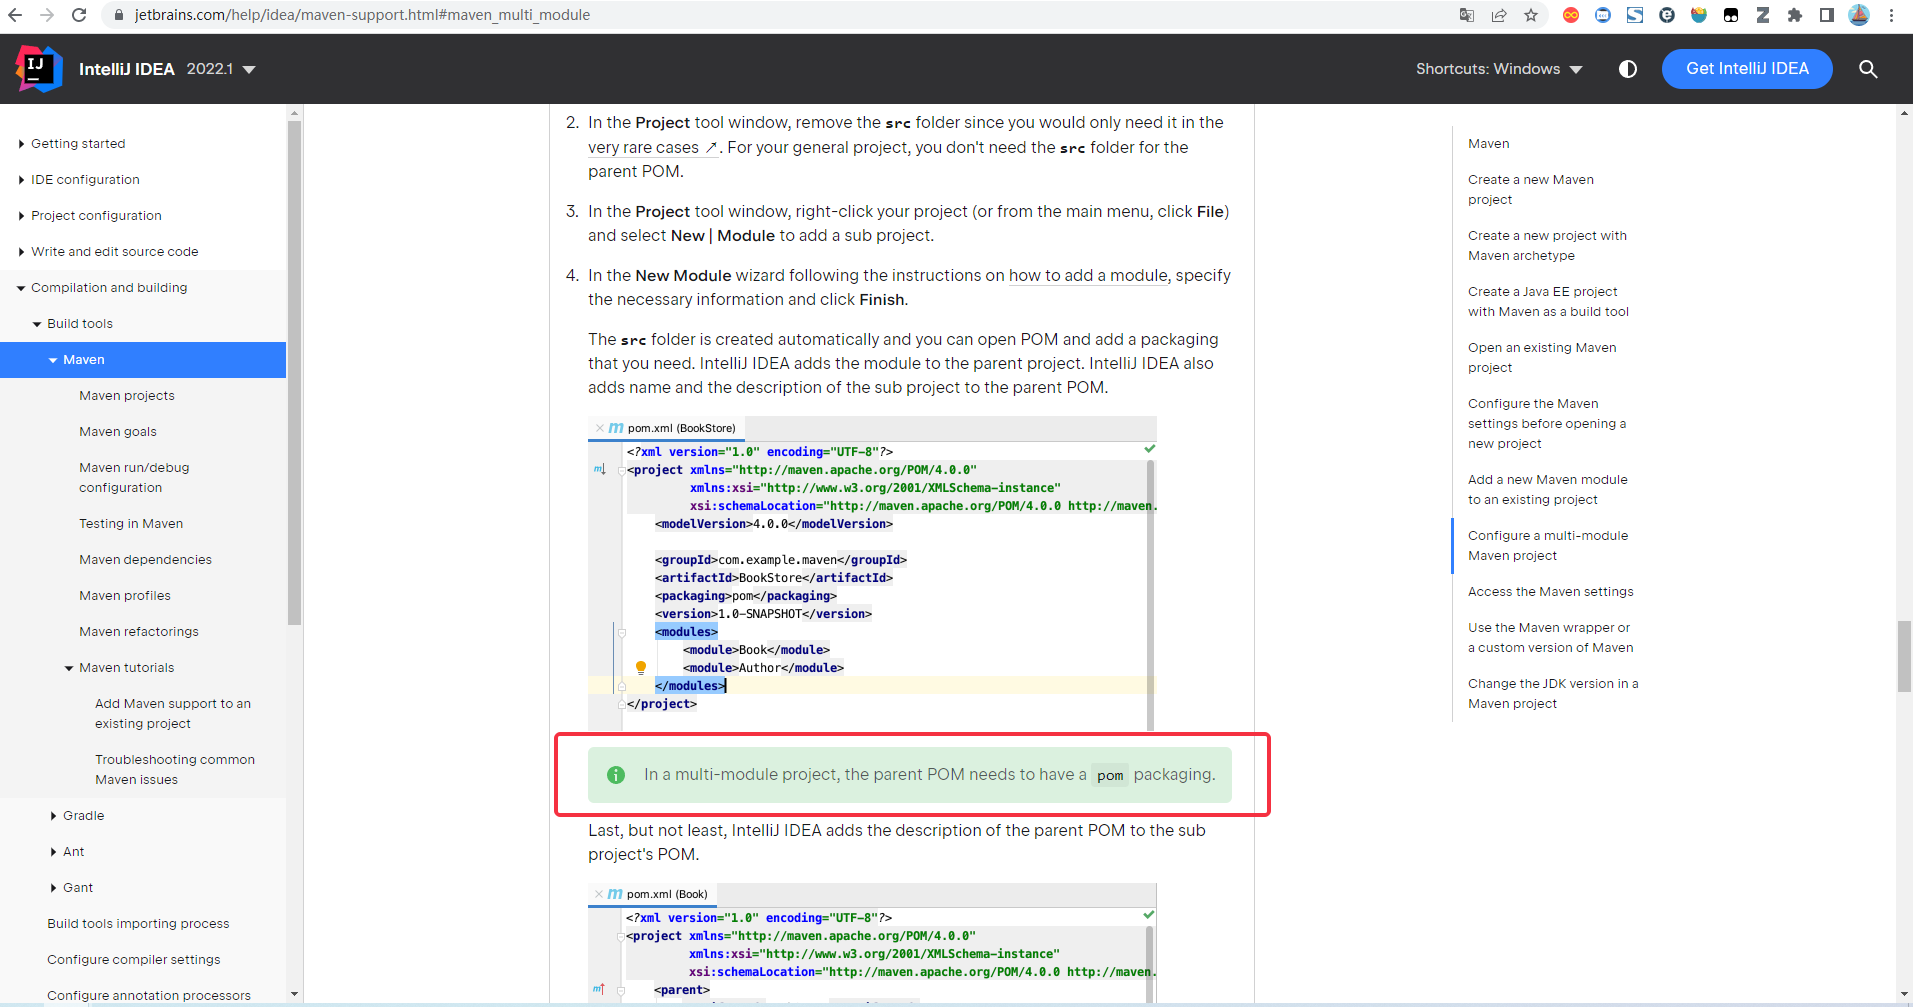 jetbrains.com/help/idea/maven-support.html#maven_multi_module
IJ
IntelliJ IDEA 2022.1
Shortcuts: Windows
Get IntelliJ IDEA
Getting started
IDE configuration
Project configuration
Write and edit source code
Compilation and building
Build tools
Maven
Maven projects
Maven goals
Maven run/debug
configuration
Testing in Maven
Maven dependencies
Maven profiles
Maven refactorings
Maven tutorials
Add Maven support to an
existing project
Troubleshooting common
Maven issues
Gradle
Ant
Gant
Build tools importing process
Configure compiler settings
Configure annotation processors
2. In the Project tool window, remove the src folder since you would only need it in the
very rare cases ↗. For your general project, you don't need the src folder for the
parent POM.
3. In the Project tool window, right-click your project (or from the main menu, click File)
and select New | Module to add a sub project.
4. In the New Module wizard following the instructions on how to add a module, specify
the necessary information and click Finish.
The src folder is created automatically and you can open POM and add a packaging
that you need. IntelliJ IDEA adds the module to the parent project. IntelliJ IDEA also
adds name and the description of the sub project to the parent POM.
m pom.xml (BookStore)
<?xml version="1.0" encoding="UTF-8"?>
<project xmlns="http://maven.apache.org/POM/4.0.0"
xmlns:xsi="http://www.w3.org/2001/XMLSchema-instance"
xsi:schemaLocation="http://maven.apache.org/POM/4.0.0 http://maven.
<modelVersion>4.0.0</modelVersion>
<groupId>com.example.maven</groupId>
<artifactId>BookStore</artifactId>
<packaging>pom</packaging>
<version>1.0-SNAPSHOT</version>
<modules>
<module>Book</module>
<module>Author</module>
</modules>
</project>
In a multi-module project, the parent POM needs to have a pom packaging.
Last, but not least, IntelliJ IDEA adds the description of the parent POM to the sub
project's POM.
m pom.xml (Book)
<?xml version="1.0" encoding="UTF-8"?>
<project xmlns="http://maven.apache.org/POM/4.0.0"
xmlns:xsi="http://www.w3.org/2001/XMLSchema-instance"
xsi:schemaLocation="http://maven.apache.org/POM/4.0.0 http://maven.
<parent>
Maven
Create a new Maven
project
Create a new project with
Maven archetype
Create a Java EE project
with Maven as a build tool
Open an existing Maven
project
Configure the Maven
settings before opening a
new project
Add a new Maven module
to an existing project
Configure a multi-module
Maven project
Access the Maven settings
Use the Maven wrapper or
a custom version of Maven
Change the JDK version in a
Maven project